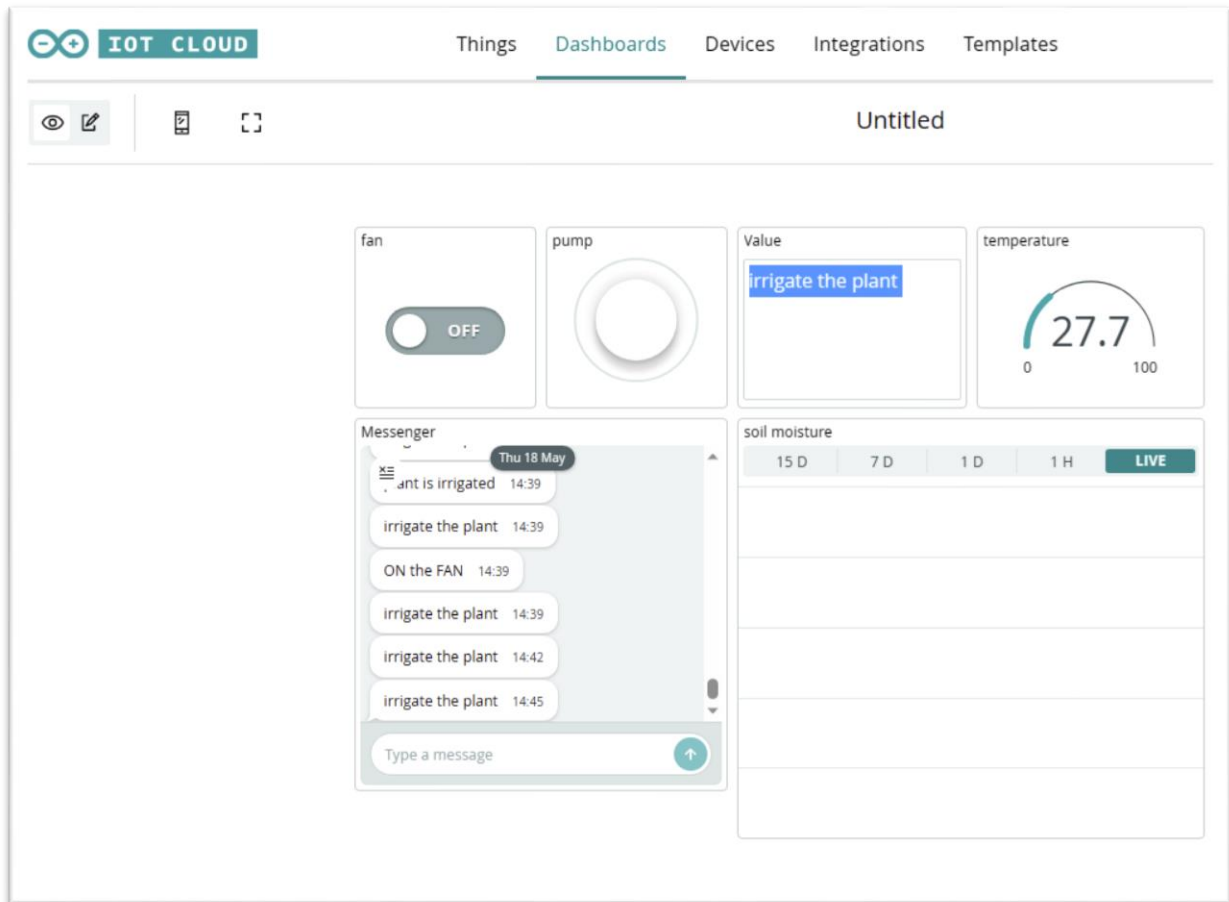 IOT CLOUD
Things Dashboards Devices Integrations Templates
Untitled
fan
OFF
pump
Value
irrigate the plant
temperature
27.7
0 100
Messenger
Thu 18 May
ant is irrigated 14:39
irrigate the plant 14:39
ON the FAN 14:39
irrigate the plant 14:39
irrigate the plant 14:42
irrigate the plant 14:45
Type a message
soil moisture
15 D 7 D 1 D 1 H LIVE